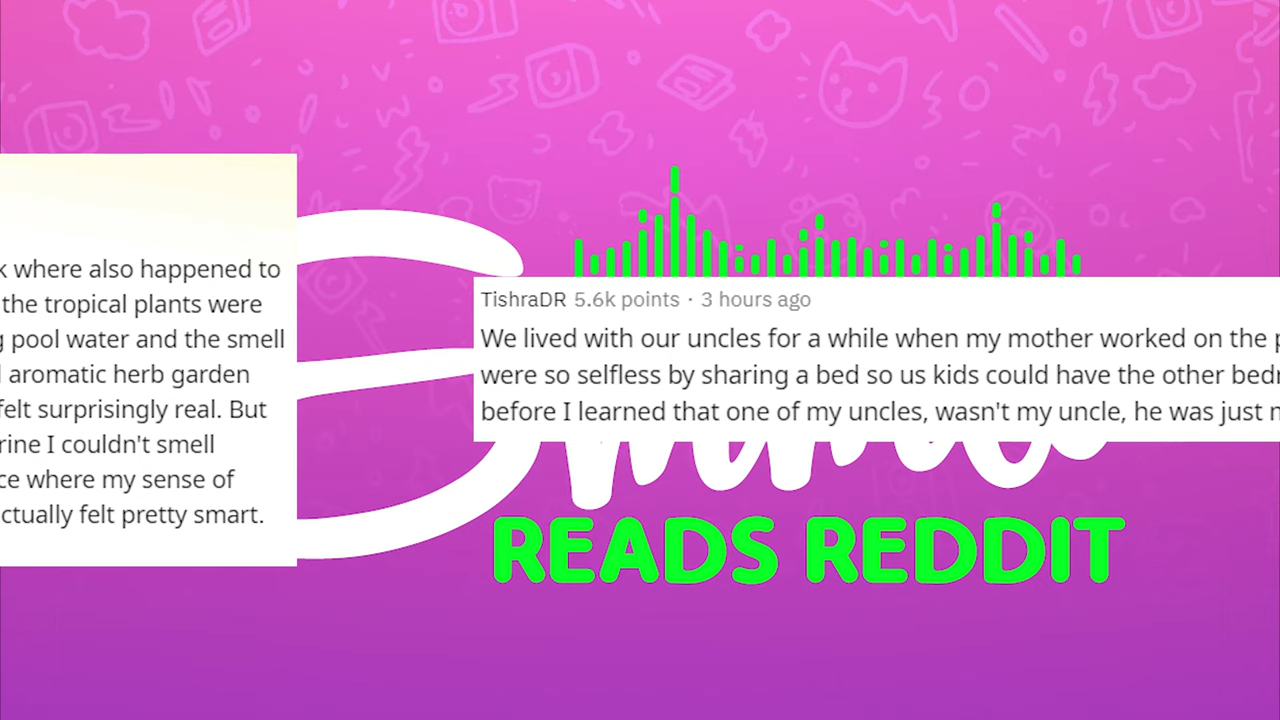 where also happened to
the tropical plants were
pool water and the smell
aromatic herb garden
felt surprisingly real. But
I couldn't smell
where my sense of
felt pretty smart.
TishraDR 5.6k points · 3 hours ago
We lived with our uncles for a while when my mother worked on the
were so selfless by sharing a bed so us kids could have the other
before I learned that one of my uncles, wasn't my uncle, he was just
READS REDDIT